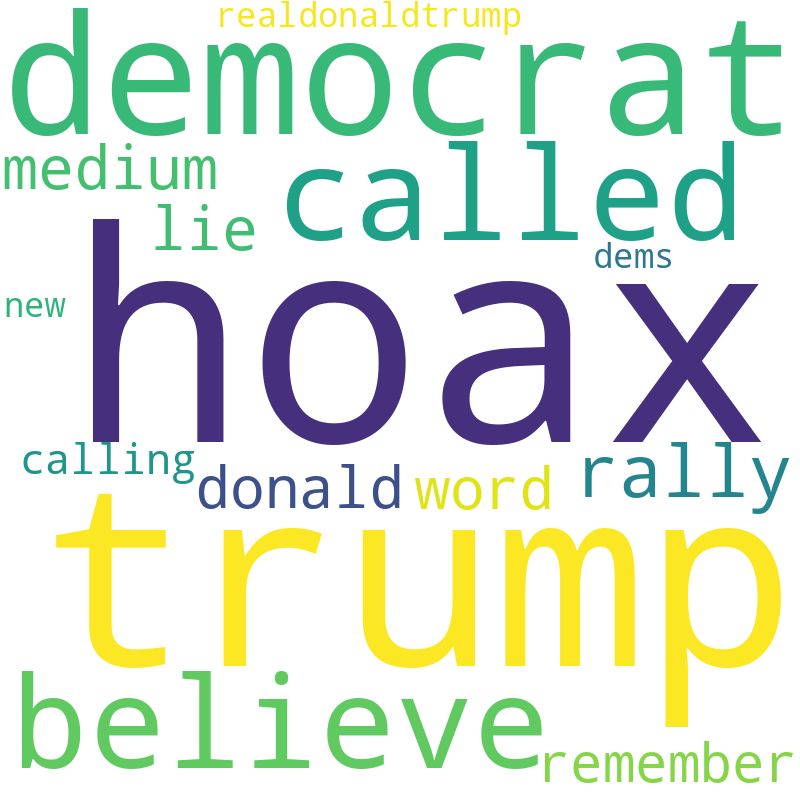 realdonaldtrump
democrat
medium
called
lie
dems
hoax
new
calling
donald
word
rally
trump
believe
remember